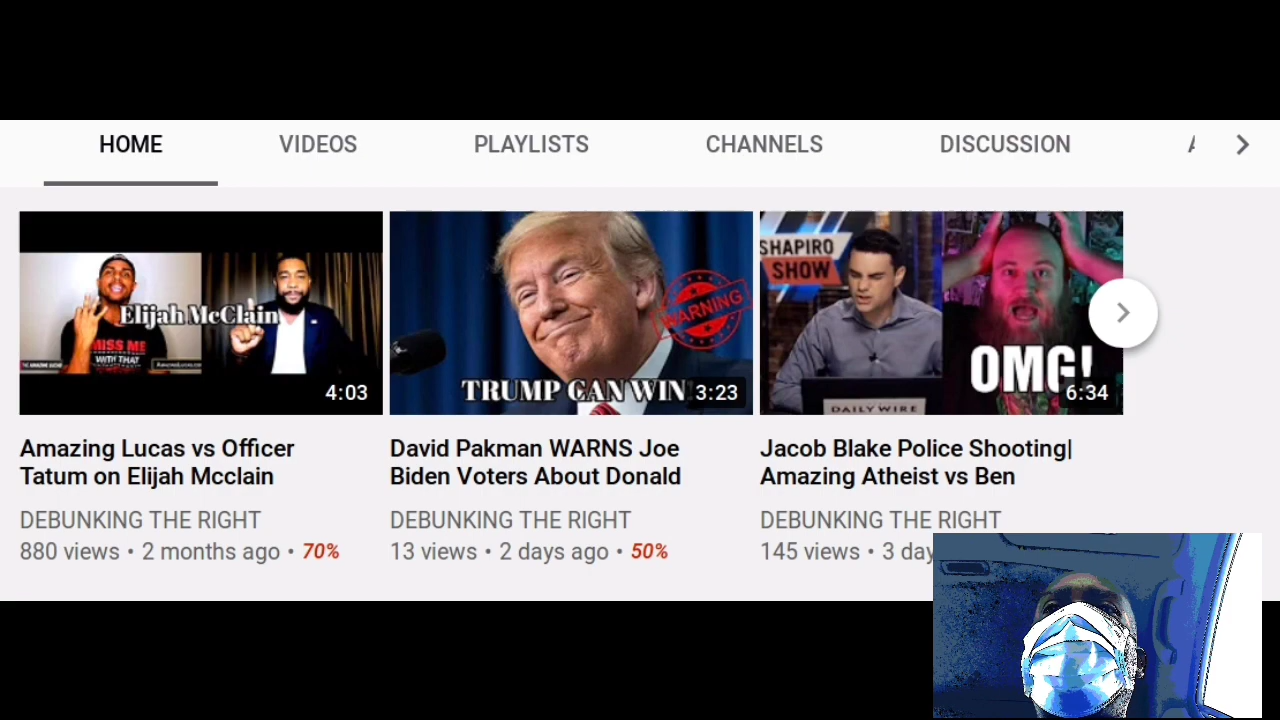 HOME VIDEOS PLAYLISTS CHANNELS DISCUSSION
Elijah McClain
MISS ME
WITH THAT
4:03
WARNING
TRUMP CAN WIN
3:23
SHAPIRO
SHOW
OMG!
DAILY WIRE
6:34
Amazing Lucas vs Officer
Tatum on Elijah Mcclain
DEBUNKING THE RIGHT
880 views • 2 months ago • 70%
David Pakman WARNS Joe
Biden Voters About Donald
DEBUNKING THE RIGHT
13 views • 2 days ago • 50%
Jacob Blake Police Shooting|
Amazing Atheist vs Ben
DEBUNKING THE RIGHT
145 views • 3 day